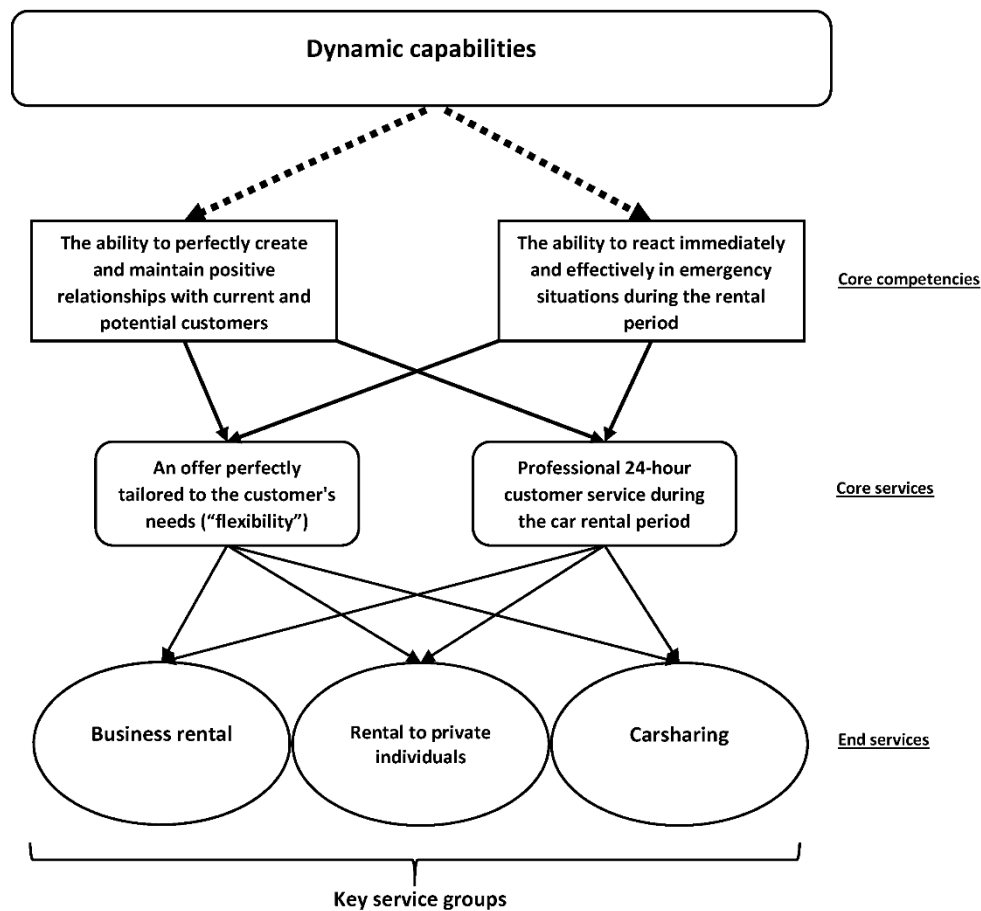 Dynamic capabilities
The ability to perfectly create
and maintain positive
relationships with current and
potential customers
The ability to react immediately
and effectively in emergency
situations during the rental
period
Core competencies
An offer perfectly
tailored to the customer's
needs (“flexibility”)
Professional 24-hour
customer service during
the car rental period
Core services
Business rental
Rental to private
individuals
Carsharing
End services
Key service groups